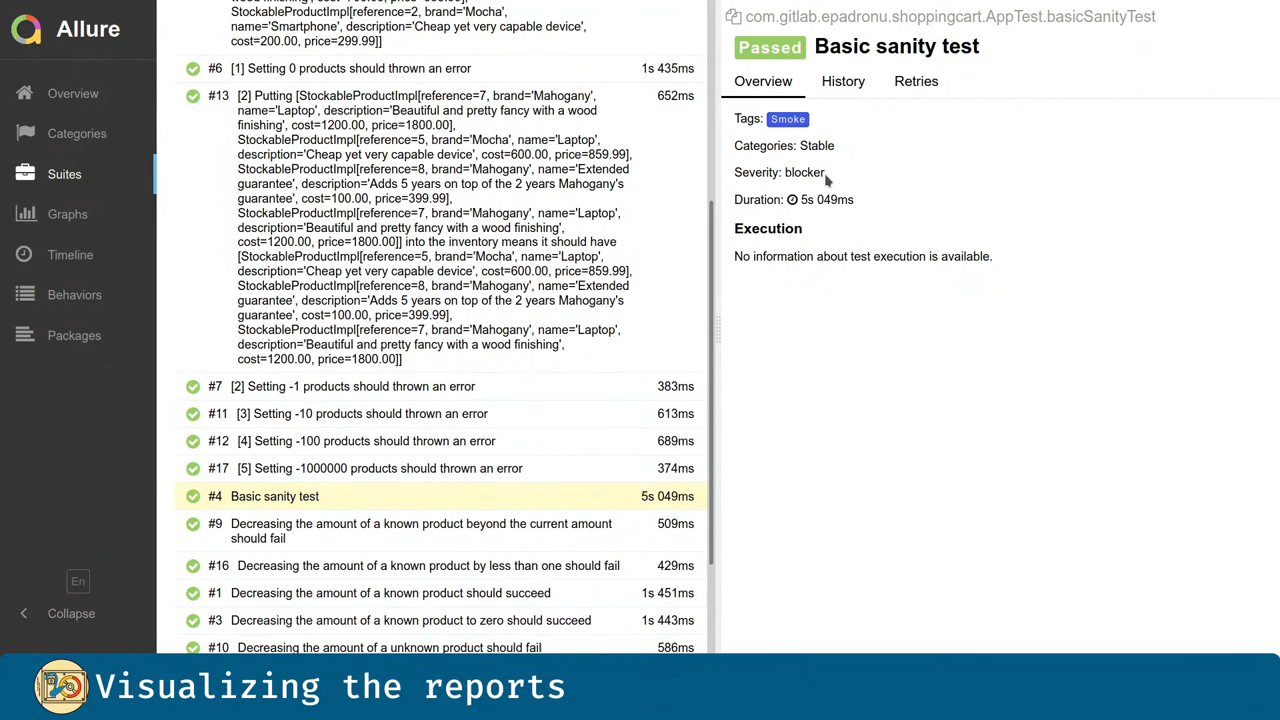 Allure
Overview
Categories
Suites
Graphs
Timeline
Behaviors
Packages
En
Collapse
StockableProductImpl[reference=2, brand='Mocha',
name='Smartphone', description='Cheap yet very capable device',
cost=200.00, price=299.99]]
#6 [1] Setting 0 products should thrown an error 1s 435ms
#13 [2] Putting [StockableProductImpl[reference=7, brand='Mahogany', 652ms
name='Laptop', description='Beautiful and pretty fancy with a wood
finishing', cost=1200.00, price=1800.00],
StockableProductImpl[reference=5, brand='Mocha', name='Laptop',
description='Cheap yet very capable device', cost=600.00, price=859.99],
StockableProductImpl[reference=8, brand='Mahogany', name='Extended
guarantee', description='Adds 5 years on top of the 2 years Mahogany's
guarantee', cost=100.00, price=399.99],
StockableProductImpl[reference=7, brand='Mahogany', name='Laptop',
description='Beautiful and pretty fancy with a wood finishing',
cost=1200.00, price=1800.00]] into the inventory means it should have
[StockableProductImpl[reference=5, brand='Mocha', name='Laptop',
description='Cheap yet very capable device', cost=600.00, price=859.99],
StockableProductImpl[reference=8, brand='Mahogany', name='Extended
guarantee', description='Adds 5 years on top of the 2 years Mahogany's
guarantee', cost=100.00, price=399.99],
StockableProductImpl[reference=7, brand='Mahogany', name='Laptop',
description='Beautiful and pretty fancy with a wood finishing',
cost=1200.00, price=1800.00]]
#7 [2] Setting -1 products should thrown an error 383ms
#11 [3] Setting -10 products should thrown an error 613ms
#12 [4] Setting -100 products should thrown an error 689ms
#17 [5] Setting -1000000 products should thrown an error 374ms
#4 Basic sanity test 5s 049ms
#9 Decreasing the amount of a known product beyond the current amount 509ms
should fail
#16 Decreasing the amount of a known product by less than one should fail 429ms
#1 Decreasing the amount of a known product should succeed 1s 451ms
#3 Decreasing the amount of a known product to zero should succeed 1s 443ms
#10 Decreasing the amount of a unknown product should fail 586ms
com.gitlab.epadronu.shoppingcart.AppTest.basicSanityTest
Passed Basic sanity test
Overview History Retries
Tags: Smoke
Categories: Stable
Severity: blocker
Duration: 5s 049ms
Execution
No information about test execution is available.
Visualizing the reports